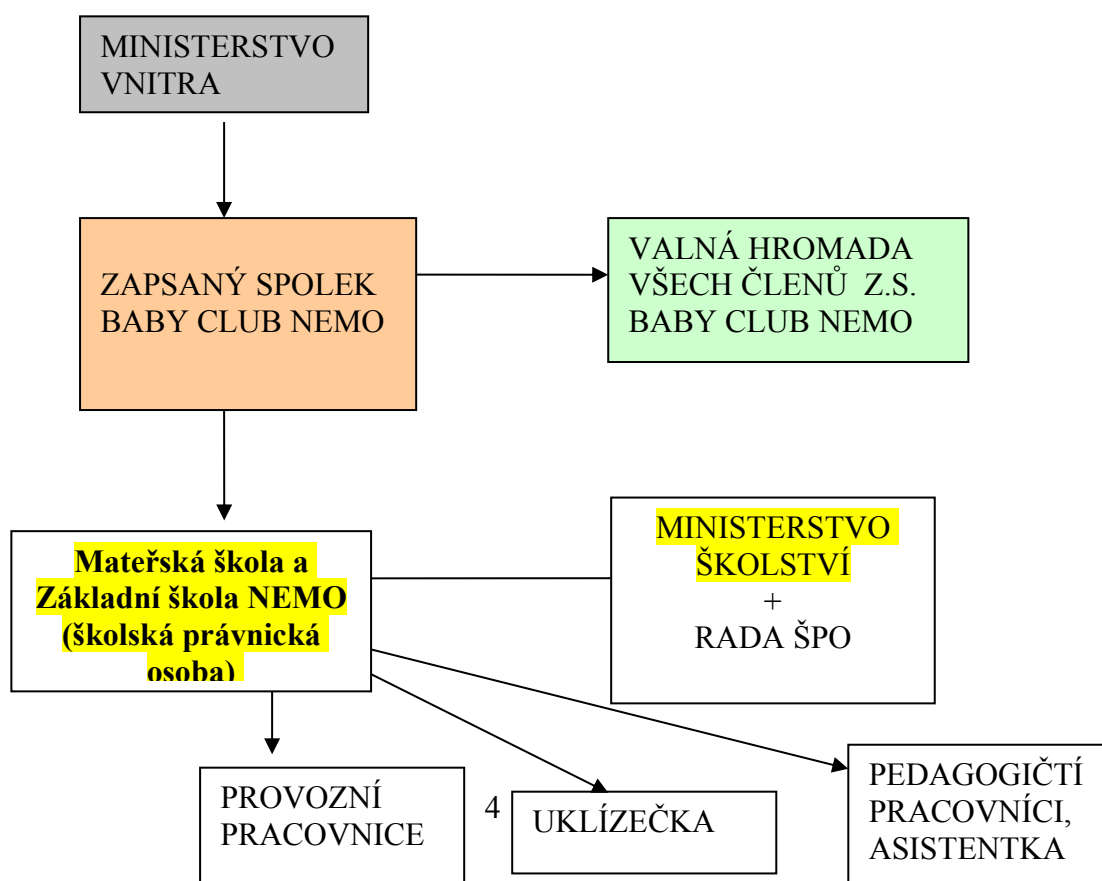 MINISTERSTVO
VNITRA
ZAPSANÝ SPOLEK
BABY CLUB NEMO
VALNÁ HROMADA
VŠECH ČLENŮ Z.S.
BABY CLUB NEMO
Mateřská škola a
Základní škola NEMO
(školská právnická
osoba)
MINISTERSTVO
ŠKOLSTVÍ
+
RADA ŠPO
PROVOZNÍ
PRACOVNICE
4
UKLÍZEČKA
PEDAGOGIČTÍ
PRACOVNÍCI,
ASISTENTKA